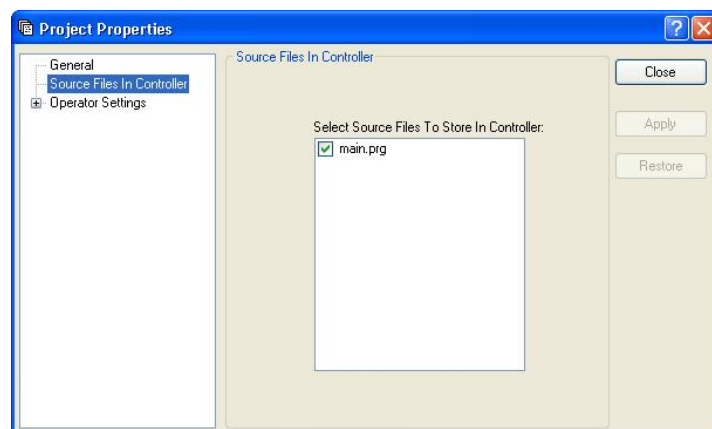 Project Properties
General
Source Files In Controller
Operator Settings
Source Files In Controller
Select Source Files To Store In Controller:
main.prg
Close
Apply
Restore